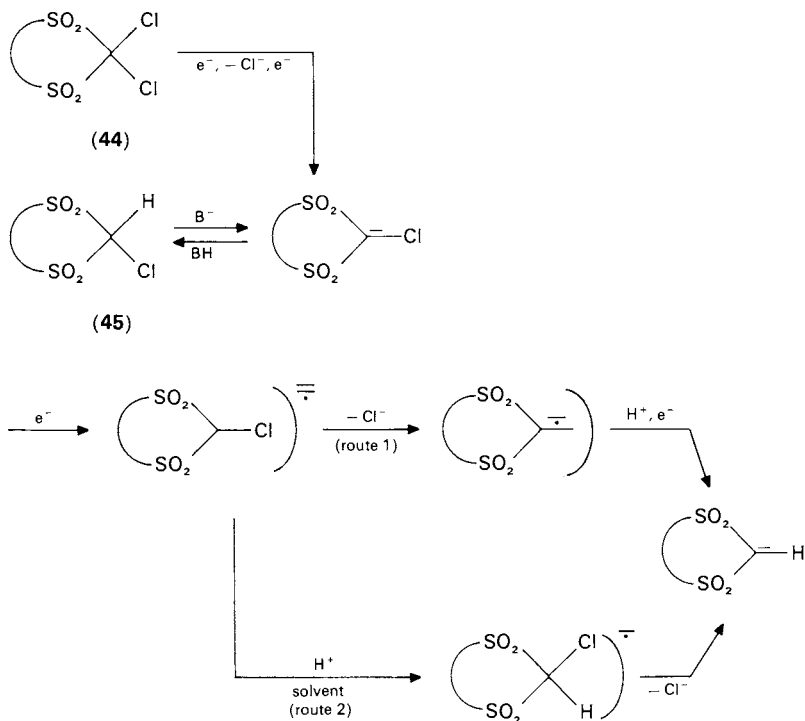 SO₂ Cl
Cl
SO₂
e⁻, – Cl⁻, e⁻
(44)
SO₂ H
B⁻
BH
Cl
SO₂
(45)
SO₂
– Cl
SO₂
e⁻
SO₂
Cl
SO₂
– Cl⁻
(route 1)
SO₂
SO₂
H⁺, e⁻
SO₂
– H
SO₂
H⁺
solvent
(route 2)
SO₂ Cl
SO₂ H
– Cl⁻